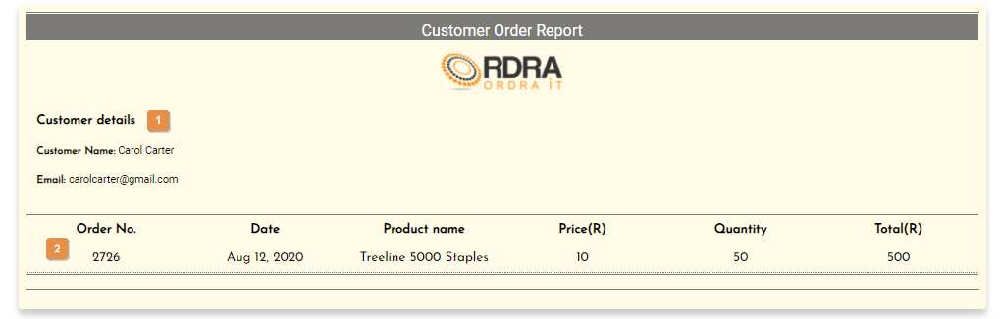 Customer Order Report
ORDRA
ORDRA IT
Customer details 1
Customer Name: Carol Carter
Email: carolcarter@gmail.com
Order No. Date Product name Price(R) Quantity Total(R)
2
2726 Aug 12, 2020 Treeline 5000 Staples 10 50 500